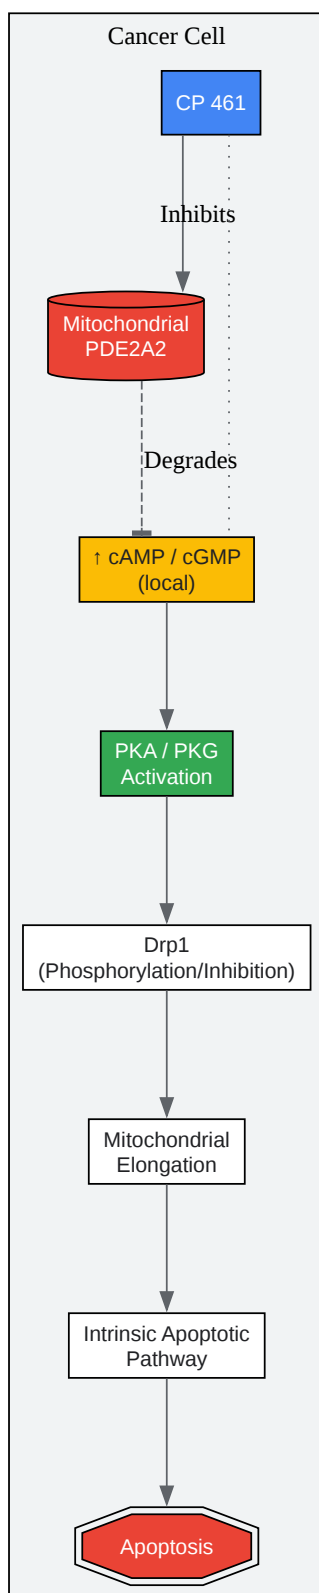 Cancer Cell
CP 461
Inhibits
Mitochondrial
PDE2A2
Degrades
↑ cAMP / cGMP
(local)
PKA / PKG
Activation
Drp1
(Phosphorylation/Inhibition)
Mitochondrial
Elongation
Intrinsic Apoptotic
Pathway
Apoptosis